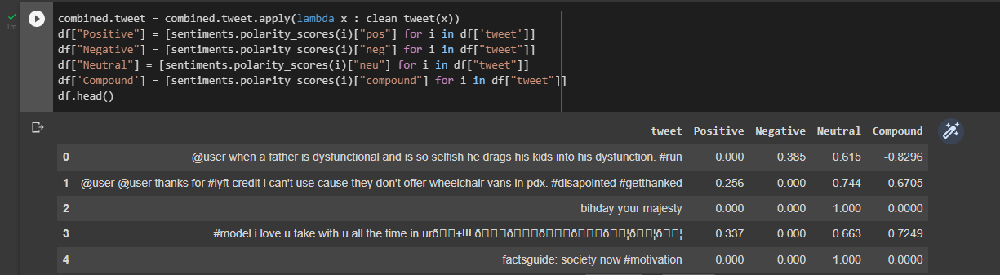 1m
combined.tweet = combined.tweet.apply(lambda x : clean_tweet(x))
df["Positive"] = [sentiments.polarity_scores(i)["pos"] for i in df['tweet']]
df["Negative"] = [sentiments.polarity_scores(i)["neg"] for i in df["tweet"]]
df["Neutral"] = [sentiments.polarity_scores(i)["neu"] for i in df["tweet"]]
df['Compound'] = [sentiments.polarity_scores(i)["compound"] for i in df["tweet"]]
df.head()
tweet Positive Negative Neutral Compound
0 @user when a father is dysfunctional and is so selfish he drags his kids into his dysfunction. #run 0.000 0.385 0.615 -0.8296
1 @user @user thanks for #lyft credit i can't use cause they don't offer wheelchair vans in pdx. #disapointed #getthanked 0.256 0.000 0.744 0.6705
2 bihday your majesty 0.000 0.000 1.000 0.0000
3 #model i love u take with u all the time in urð□□±!!! ð□□□ð□□□ð□□□ð□□□ð□□¦ð□□¦ð□□¦ 0.337 0.000 0.663 0.7249
4 factsguide: society now #motivation 0.000 0.000 1.000 0.0000